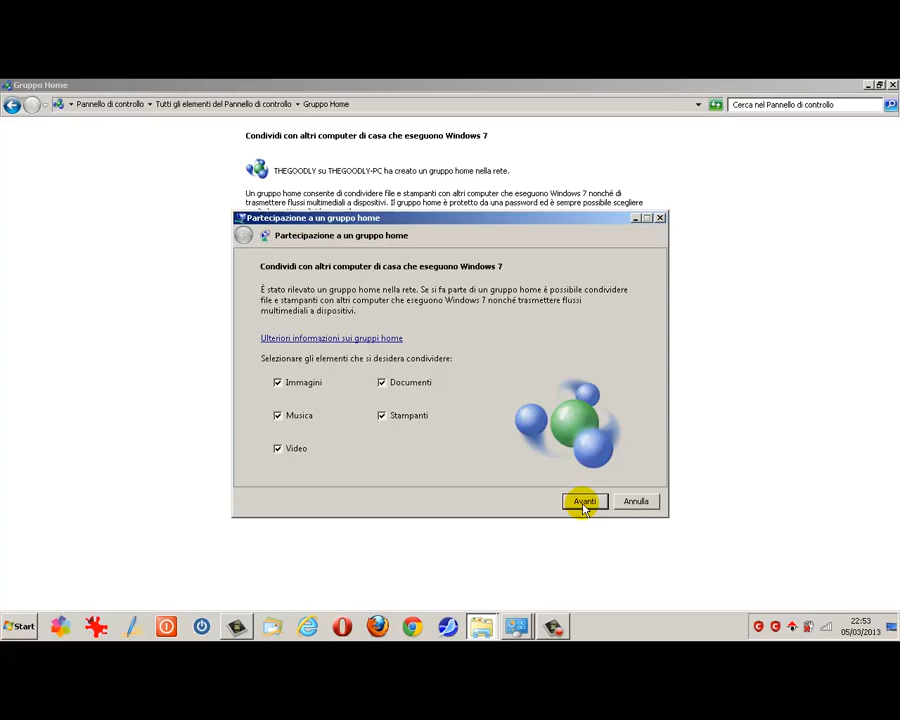 Gruppo Home
Pannello di controllo
Tutti gli elementi del Pannello di controllo
Gruppo Home
Cerca nel Pannello di controllo
Condividi con altri computer di casa che eseguono Windows 7
THEGOODLY su THEGOODLY-PC ha creato un gruppo home nella rete.
Un gruppo home consente di condividere file e stampanti con altri computer che eseguono Windows 7 nonché di
trasmettere flussi multimediali a dispositivi. Il gruppo home è protetto da una password ed è sempre possibile scegliere
Partecipazione a un gruppo home
Partecipazione a un gruppo home
Condividi con altri computer di casa che eseguono Windows 7
È stato rilevato un gruppo home nella rete. Se si fa parte di un gruppo home è possibile condividere
file e stampanti con altri computer che eseguono Windows 7 nonché trasmettere flussi
multimediali a dispositivi.
Ulteriori informazioni sui gruppi home
Selezionare gli elementi che si desidera condividere:
Immagini
Documenti
Musica
Stampanti
Video
Avanti
Annulla
Start
22:53
05/03/2013